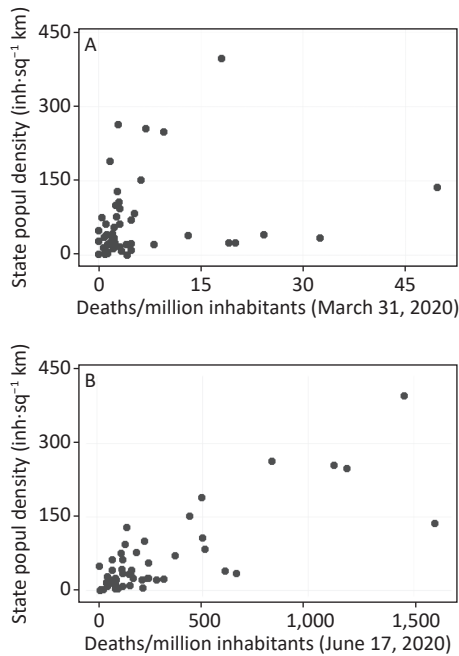 A
State popul density (inh·sq⁻¹ km)
450
300
150
0
0 15 30 45
Deaths/million inhabitants (March 31, 2020)
B
State popul density (inh·sq⁻¹ km)
450
300
150
0
0 500 1,000 1,500
Deaths/million inhabitants (June 17, 2020)